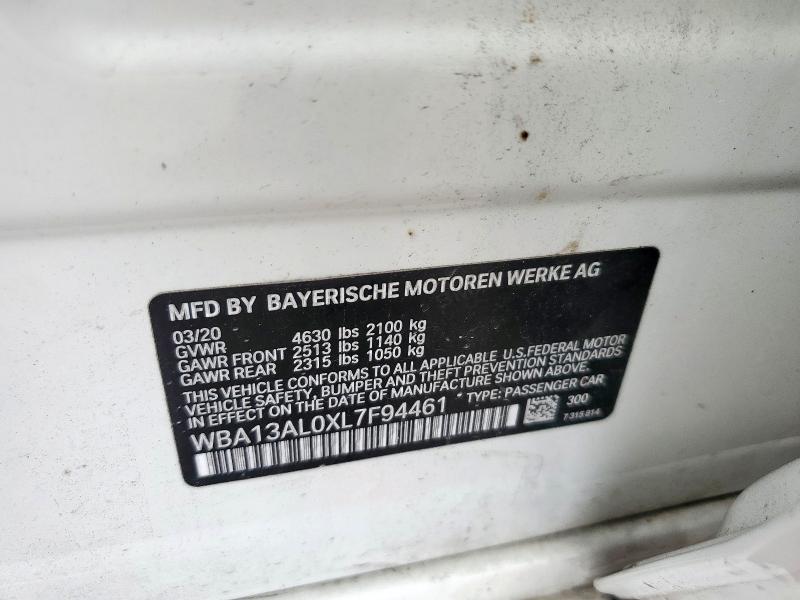 MFD BY BAYERISCHE MOTOREN WERKE AG
03/20
GVWR 4630 lbs 2100 kg
GAWR FRONT 2513 lbs 1140 kg
GAWR REAR 2315 lbs 1050 kg
THIS VEHICLE CONFORMS TO ALL APPLICABLE U.S.FEDERAL MOTOR
VEHICLE SAFETY, BUMPER AND THEFT PREVENTION STANDARDS
IN EFFECT ON THE DATE OF MANUFACTURE SHOWN ABOVE.
WBA13AL0XL7F94461 * TYPE: PASSENGER CAR
300
7 315 814